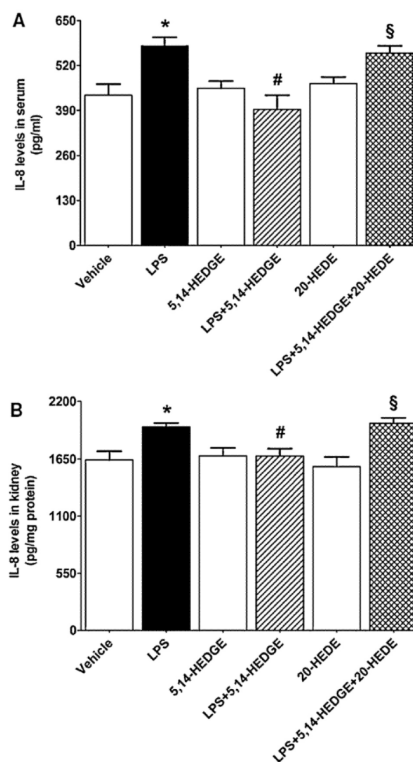 A
IL-8 levels in serum
(pg/ml)
650
520
390
260
130
0
*
#
§
Vehicle
LPS
5,14-HEDGE
LPS+5,14-HEDGE
20-HEDE
LPS+5,14-HEDGE+20-HEDE
B
IL-8 levels in kidney
(pg/mg protein)
2200
1650
1100
550
0
*
#
§
Vehicle
LPS
5,14-HEDGE
LPS+5,14-HEDGE
20-HEDE
LPS+5,14-HEDGE+20-HEDE